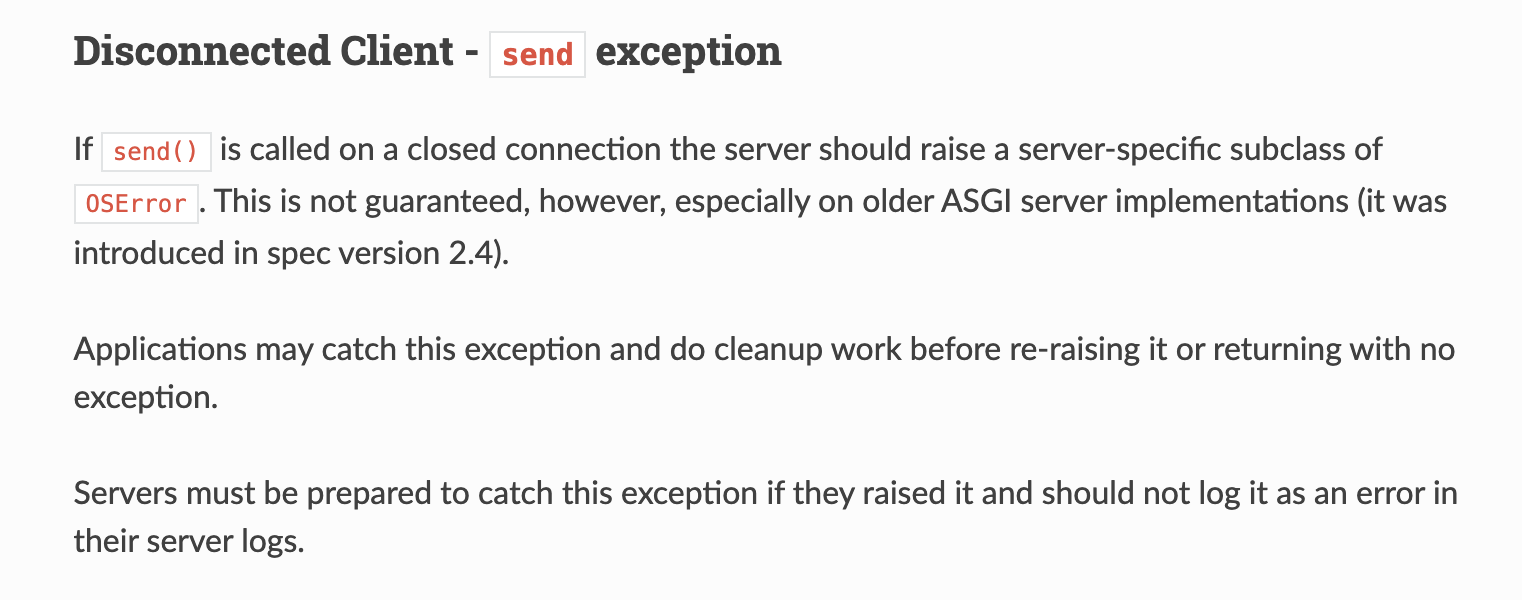 Disconnected Client - send exception
If send() is called on a closed connection the server should raise a server-specific subclass of
OSError. This is not guaranteed, however, especially on older ASGI server implementations (it was
introduced in spec version 2.4).
Applications may catch this exception and do cleanup work before re-raising it or returning with no
exception.
Servers must be prepared to catch this exception if they raised it and should not log it as an error in
their server logs.